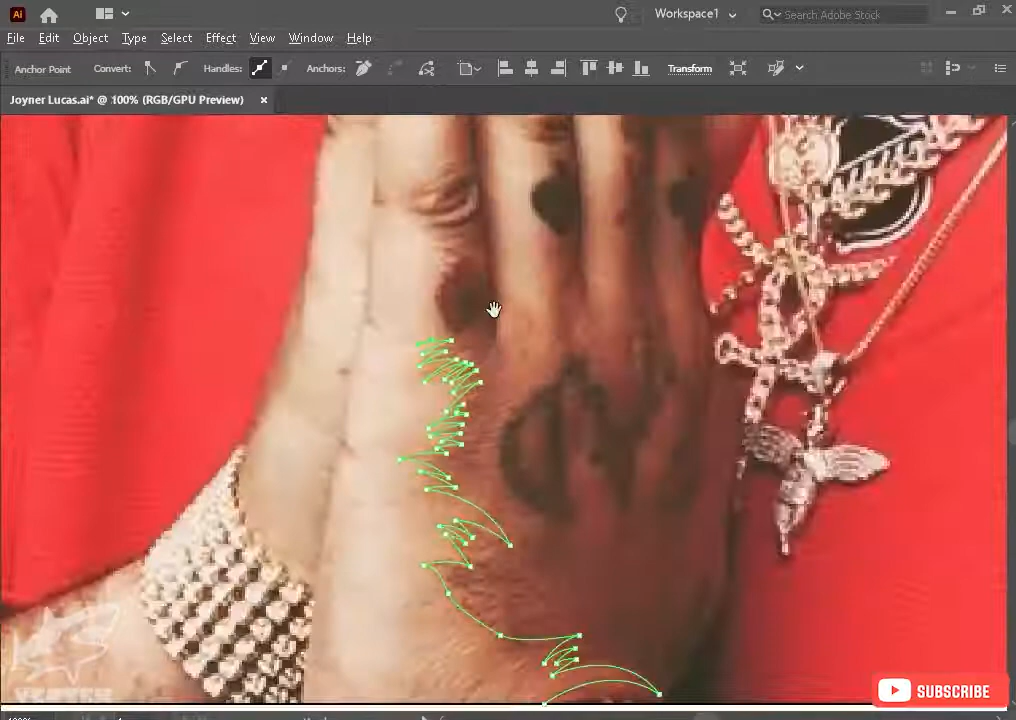 Ai
Workspace1
Search Adobe Stock
File Edit Object Type Select Effect View Window Help
Anchor Point Convert: Handles: Anchors: Transform
Joyner Lucas.ai* @ 100% (RGB/GPU Preview) ×
SUBSCRIBE